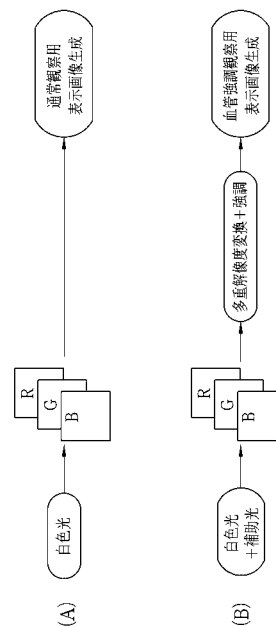 (A)
白色光
R
G
B
通常観察用
表示画像生成
(B)
白色光
+補助光
R
G
B
多重解像度変換+強調
血管強調観察用
表示画像生成